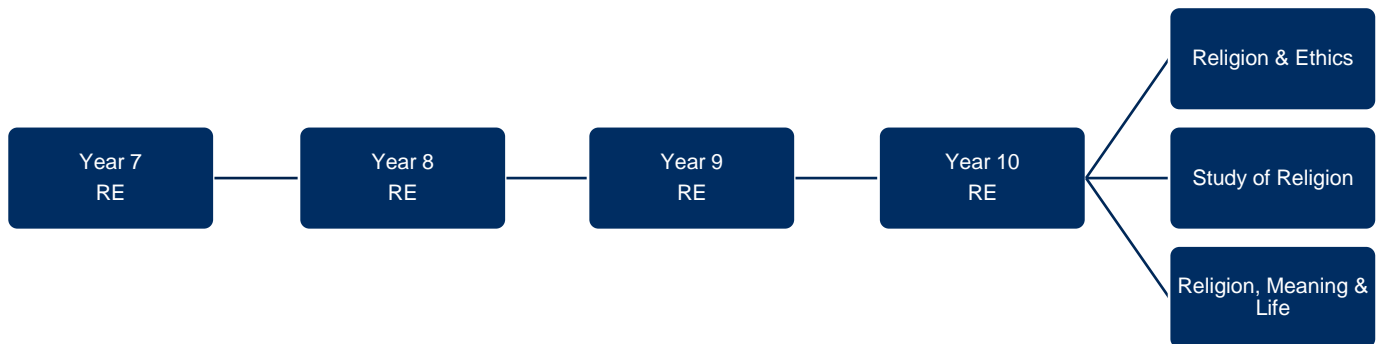 Year 7
RE
Year 8
RE
Year 9
RE
Year 10
RE
Religion & Ethics
Study of Religion
Religion, Meaning &
Life